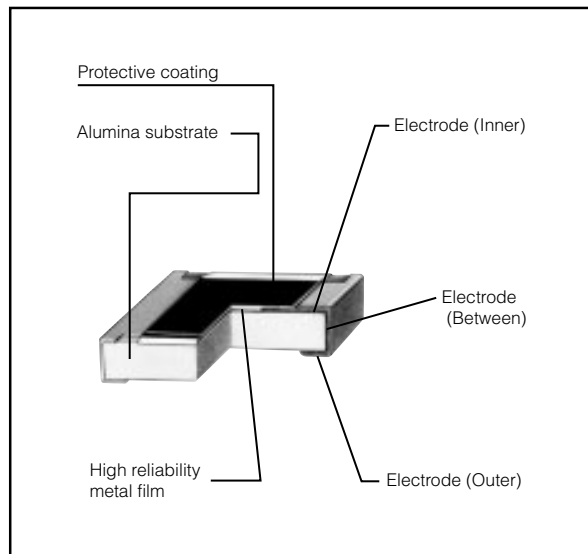 Protective coating
Alumina substrate
Electrode (Inner)
Electrode
(Between)
High reliability
metal film
Electrode (Outer)